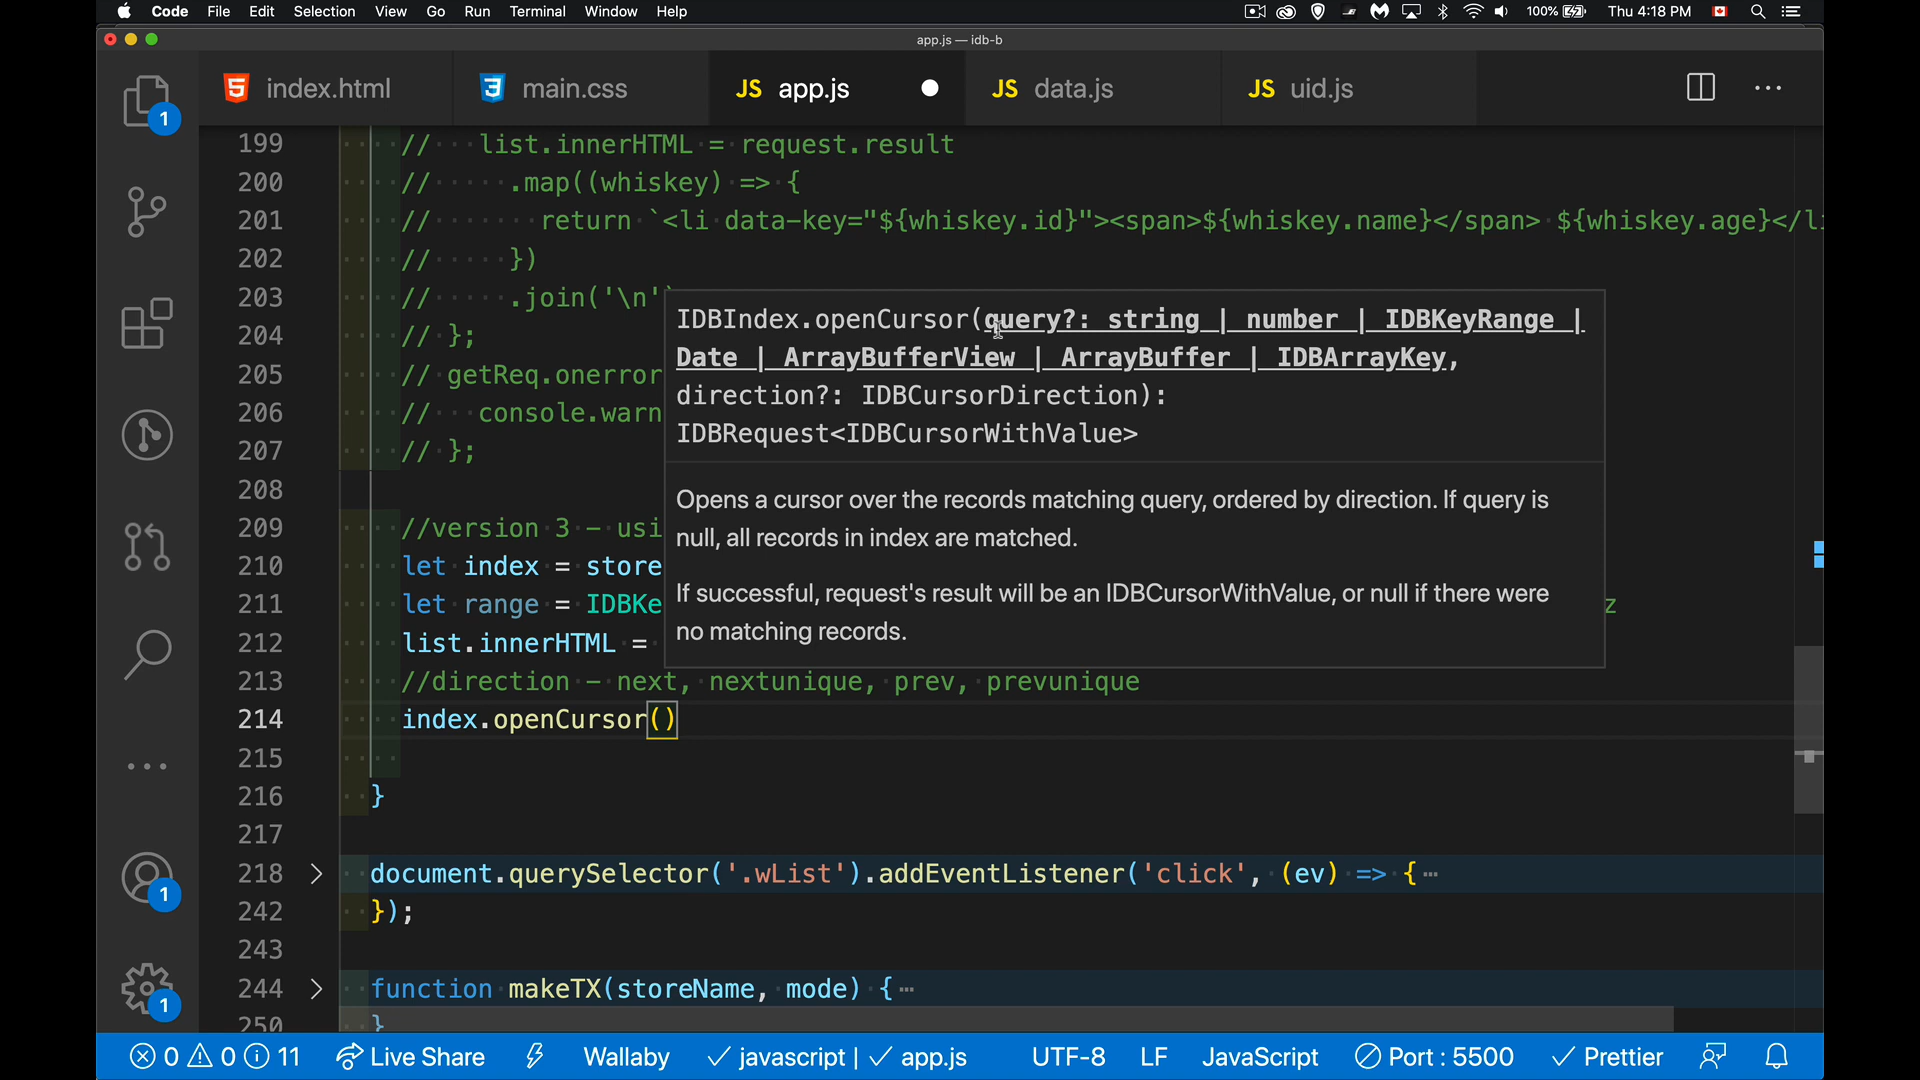 Code File Edit Selection View Go Run Terminal Window Help 100% Thu 4:18 PM
app.js — idb-b
index.html JS app.js JS data.js JS uid.js main.css
1
199 // list.innerHTML = request.result
200 // .map((whiskey) => {
201 // return `<li data-key="${whiskey.id}"><span>${whiskey.name}</span> ${whiskey.age}</li
202 // })
203 // .join('\n')
204 // };
205 // getReq.onerror
206 // console.warn
207 // };
208
209 //version 3 - usi
210 let index = store
211 let range = IDBKe z
212 list.innerHTML =
213 //direction - next, nextunique, prev, prevunique
214 index.openCursor()
215
216 }
217
218 document.querySelector('.wList').addEventListener('click', (ev) => {…
242 });
243
244 function makeTX(storeName, mode) {…
250 }
IDBIndex.openCursor(query?: string | number | IDBKeyRange |
Date | ArrayBufferView | ArrayBuffer | IDBArrayKey,
direction?: IDBCursorDirection):
IDBRequest<IDBCursorWithValue>
Opens a cursor over the records matching query, ordered by direction. If query is
null, all records in index are matched.
If successful, request's result will be an IDBCursorWithValue, or null if there were
no matching records.
1
1
0 0 11 Live Share Wallaby javascript | app.js UTF-8 LF JavaScript Port : 5500 Prettier